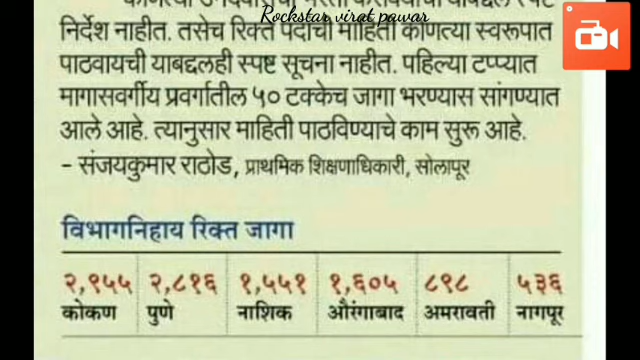 Rockstar virat pawar
निर्देश नाहीत. तसेच रिक्त पदांची माहिती कोणत्या स्वरूपात
पाठवायची याबद्दलही स्पष्ट सूचना नाहीत. पहिल्या टप्प्यात
मागासवर्गीय प्रवर्गातील ५० टक्केच जागा भरण्यास सांगण्यात
आले आहे. त्यानुसार माहिती पाठविण्याचे काम सुरू आहे.
- संजयकुमार राठोड, प्राथमिक शिक्षणाधिकारी, सोलापूर
विभागनिहाय रिक्त जागा
२,९५५ २,८१६ १,५५१ १,६०५ ८९८ ५३६
कोकण पुणे नाशिक औरंगाबाद अमरावती नागपूर